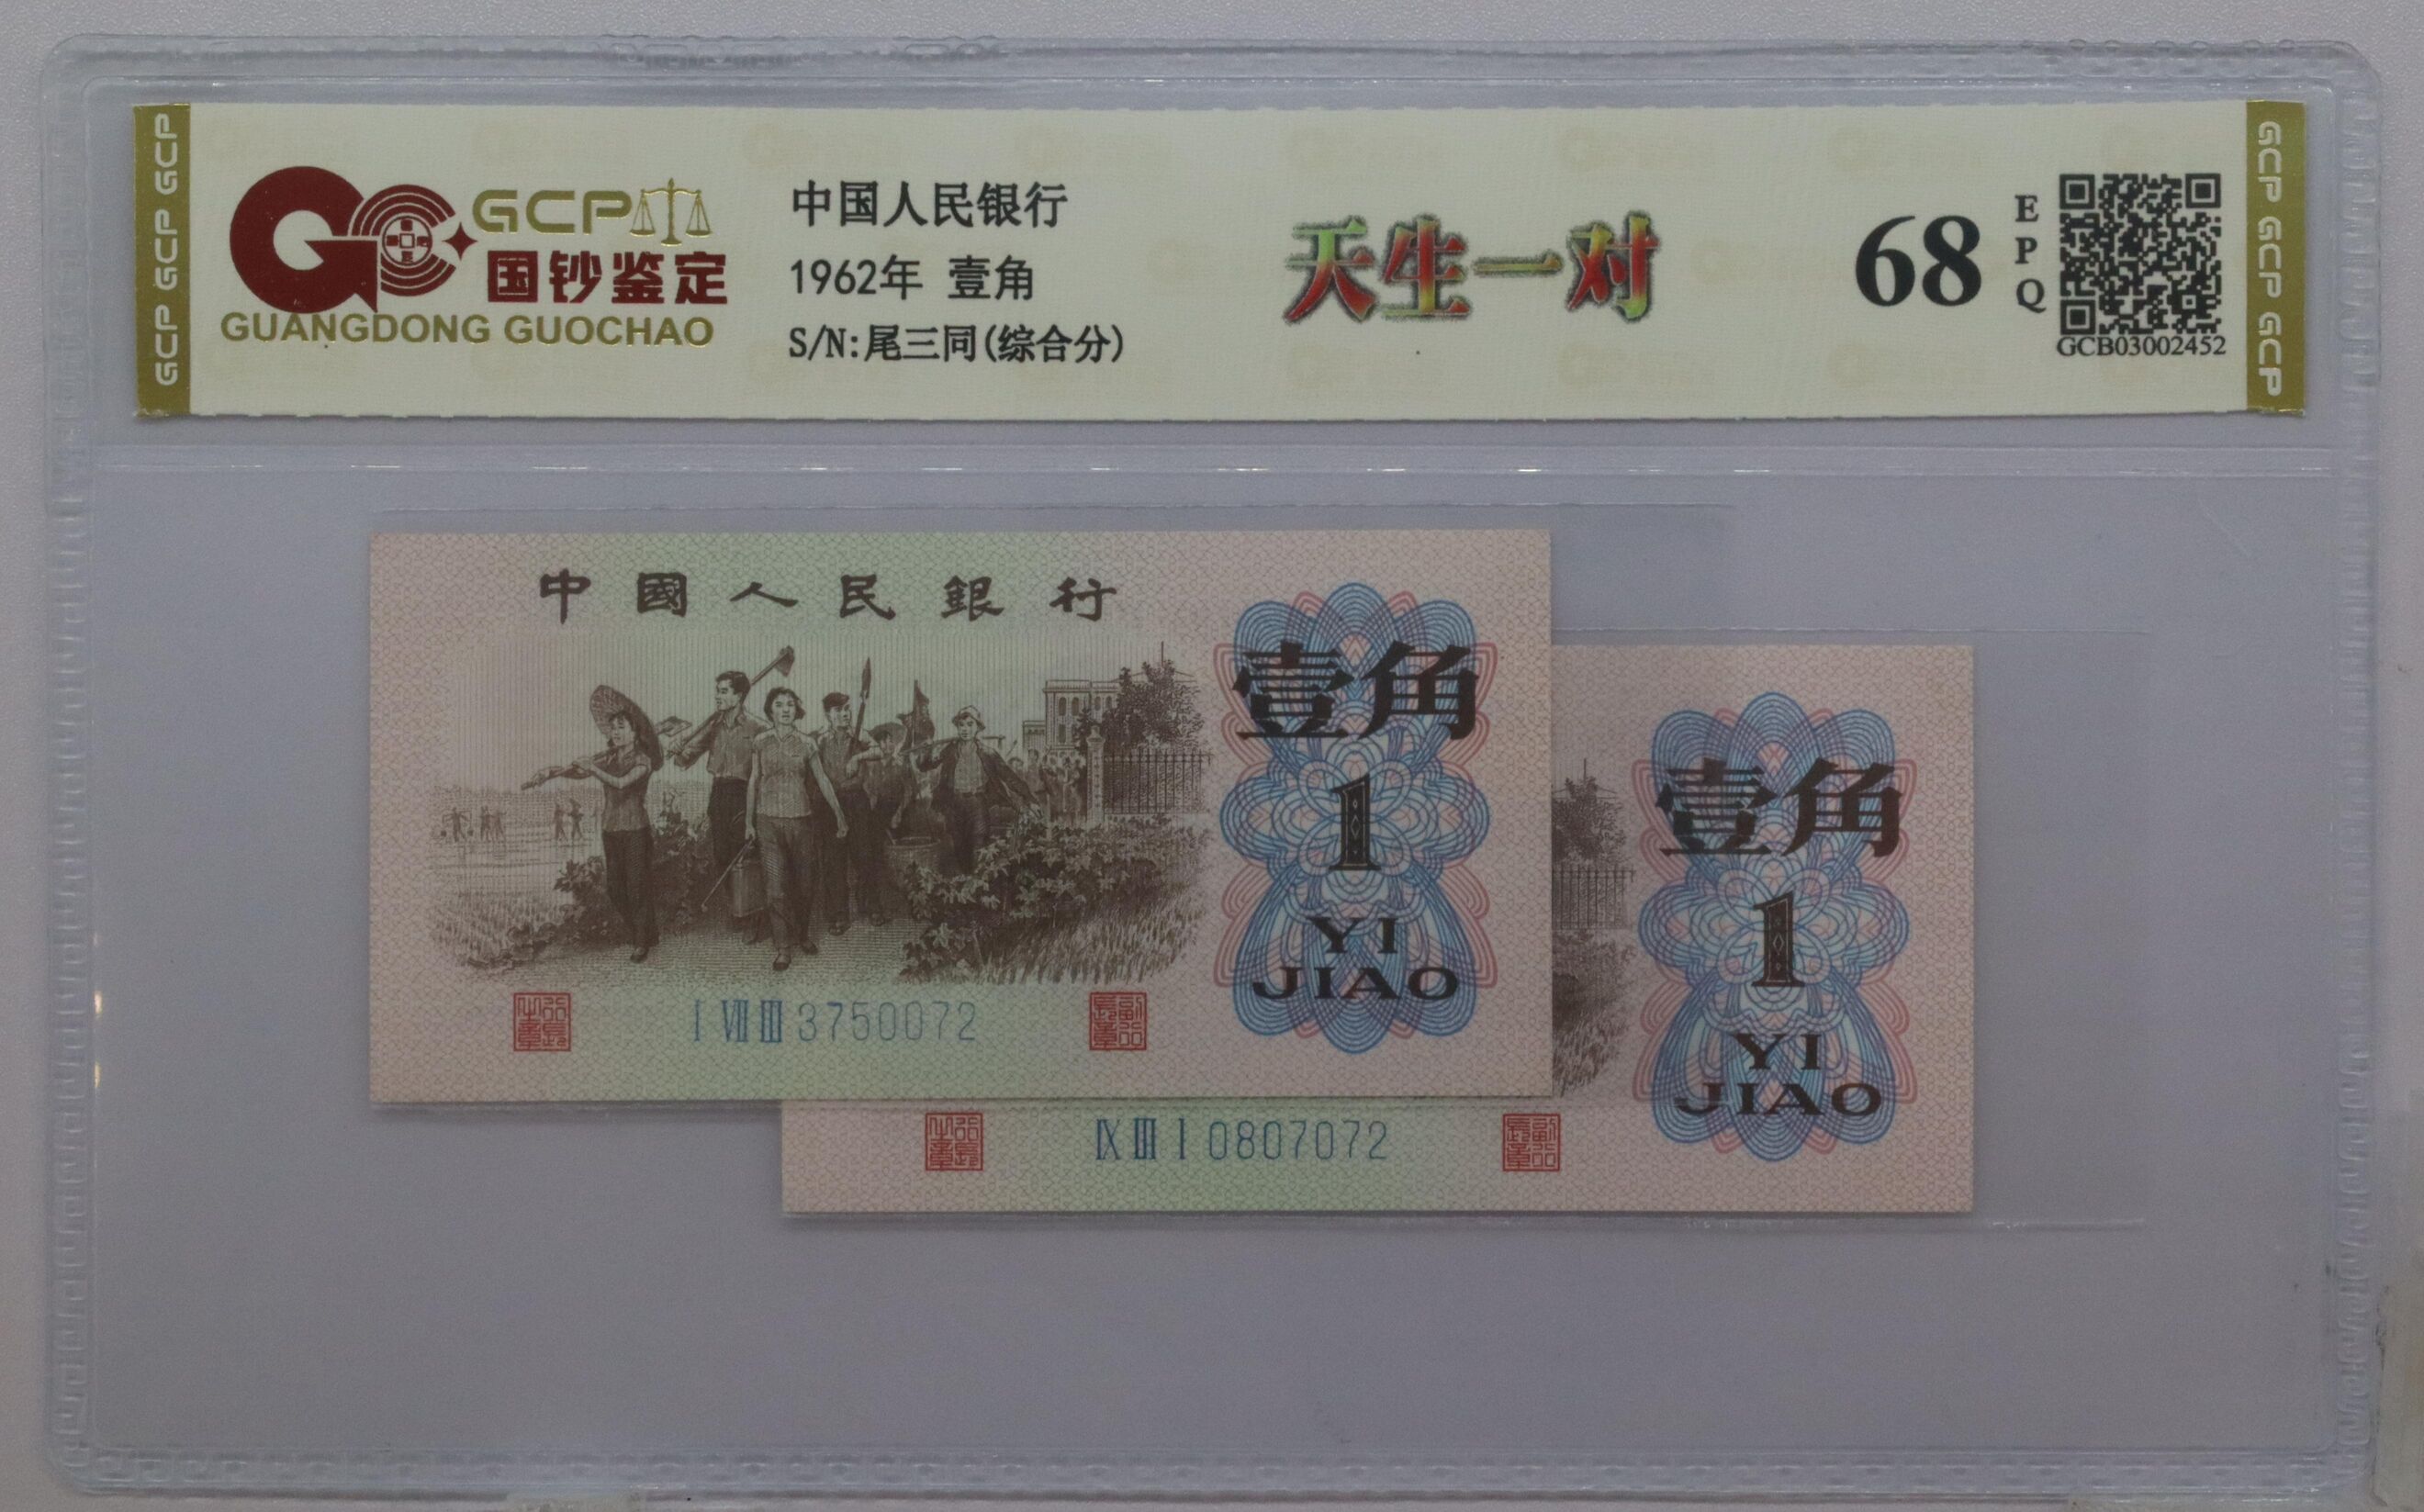 GCP GCP GCP
GCP
国钞鉴定
GUANGDONG GUOCHAO
中国人民银行
1962年 壹角
S/N:尾三同(综合分)
天生一对
68
EPQ
GCB03002452
GCP GCP GCP
中國人民銀行
壹角
1
YI
JIAO
Ⅰ Ⅶ Ⅲ 3750072
壹角
1
YI
JIAO
Ⅸ Ⅲ Ⅰ 0807072